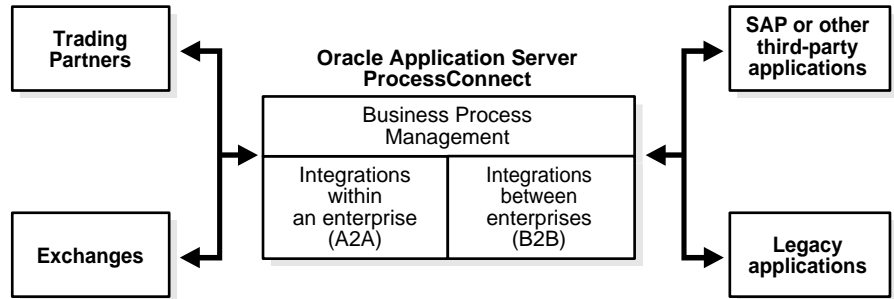 Trading
Partners
Exchanges
Oracle Application Server
ProcessConnect
Business Process
Management
Integrations
within
an enterprise
(A2A)
Integrations
between
enterprises
(B2B)
SAP or other
third-party
applications
Legacy
applications